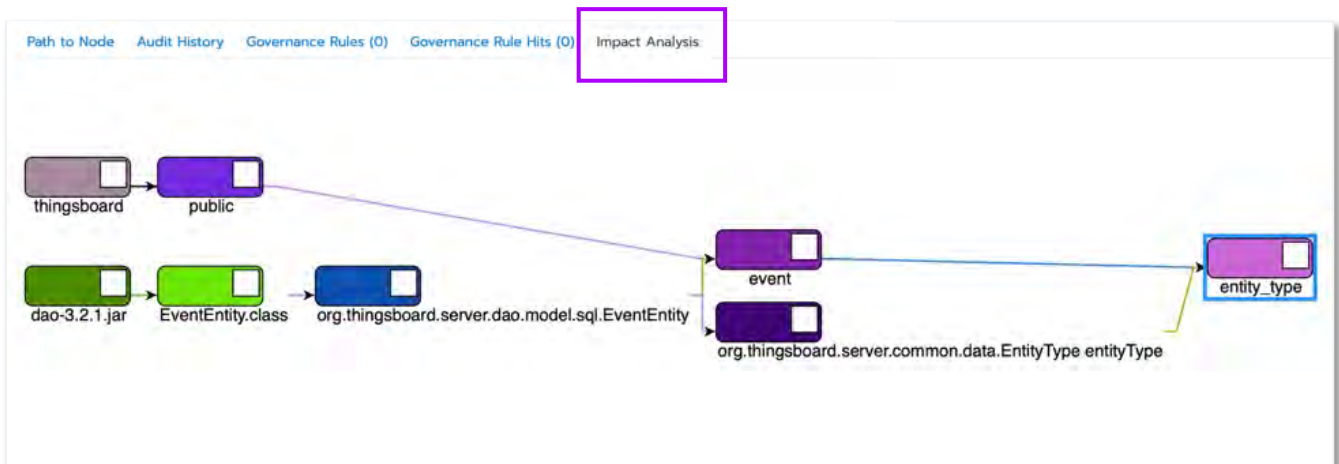 Path to Node Audit History Governance Rules (0) Governance Rule Hits (0) Impact Analysis
thingsboard public
event entity_type
dao-3.2.1.jar EventEntity.class org.thingsboard.server.dao.model.sql.EventEntity
org.thingsboard.server.common.data.EntityType entityType